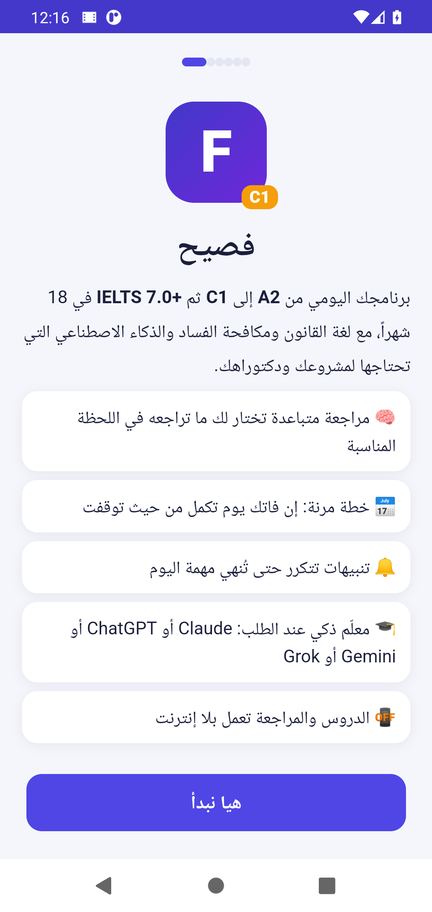 12:16
F
C1
فصيح
برنامجك اليومي من A2 إلى C1 ثم IELTS 7.0+ في 18
شهراً، مع لغة القانون ومكافحة الفساد والذكاء الاصطناعي التي
تحتاجها لمشروعك ودكتوراهك.
🧠 مراجعة متباعدة تختار لك ما تراجعه في اللحظة
المناسبة
📅 خطة مرنة: إن فاتك يوم تكمل من حيث توقفت
🔔 تنبيهات تتكرر حتى تُنهي مهمة اليوم
🎓 معلّم ذكي عند الطلب: Claude أو ChatGPT أو
Gemini أو Grok
📴 الدروس والمراجعة تعمل بلا إنترنت
هيا نبدأ